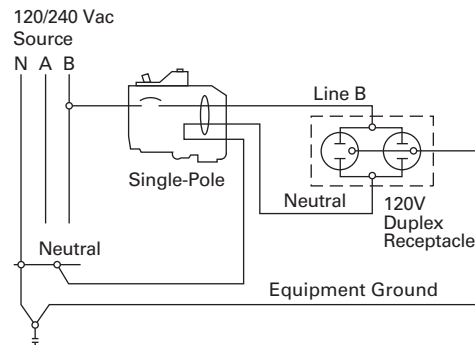 120/240 Vac
Source
N A B
Line B
Single-Pole
Neutral
120V
Duplex
Receptacle
Neutral
Equipment Ground